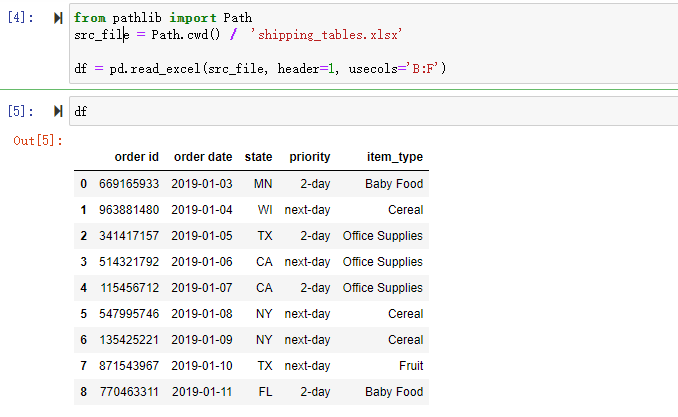 [4]:
from pathlib import Path
src_file = Path.cwd() / 'shipping_tables.xlsx'
df = pd.read_excel(src_file, header=1, usecols='B:F')
[5]:
df
Out[5]:
order id order date state priority item_type
0 669165933 2019-01-03 MN 2-day Baby Food
1 963881480 2019-01-04 WI next-day Cereal
2 341417157 2019-01-05 TX 2-day Office Supplies
3 514321792 2019-01-06 CA next-day Office Supplies
4 115456712 2019-01-07 CA 2-day Office Supplies
5 547995746 2019-01-08 NY next-day Cereal
6 135425221 2019-01-09 NY next-day Cereal
7 871543967 2019-01-10 TX next-day Fruit
8 770463311 2019-01-11 FL 2-day Baby Food